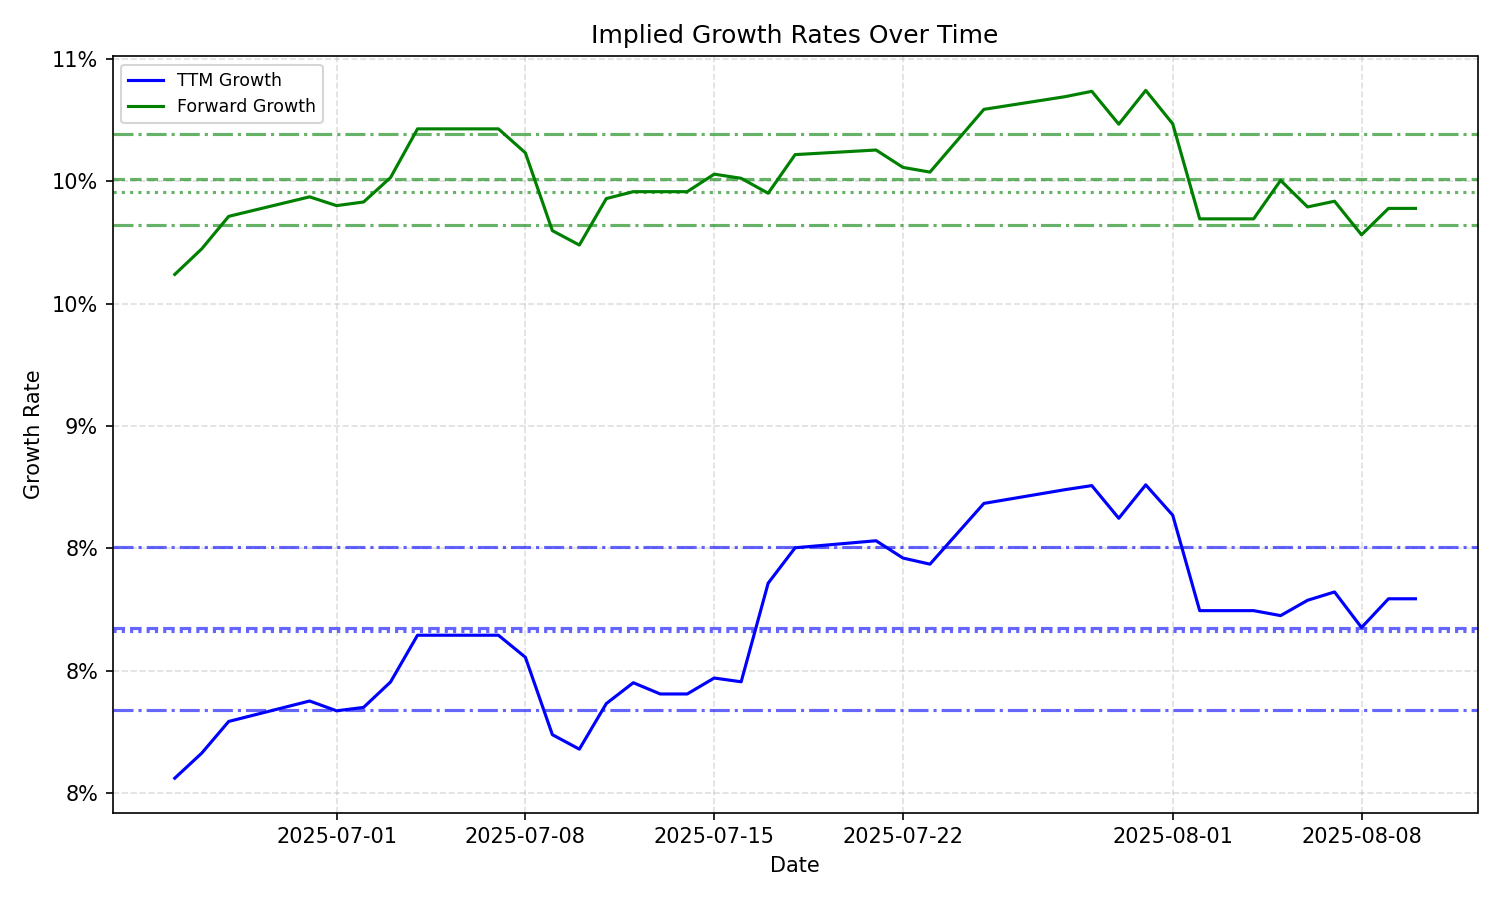 Implied Growth Rates Over Time
TTM Growth
Forward Growth
11%
10%
10%
9%
8%
8%
8%
Growth Rate
2025-07-01
2025-07-08
2025-07-15
2025-07-22
2025-08-01
2025-08-08
Date